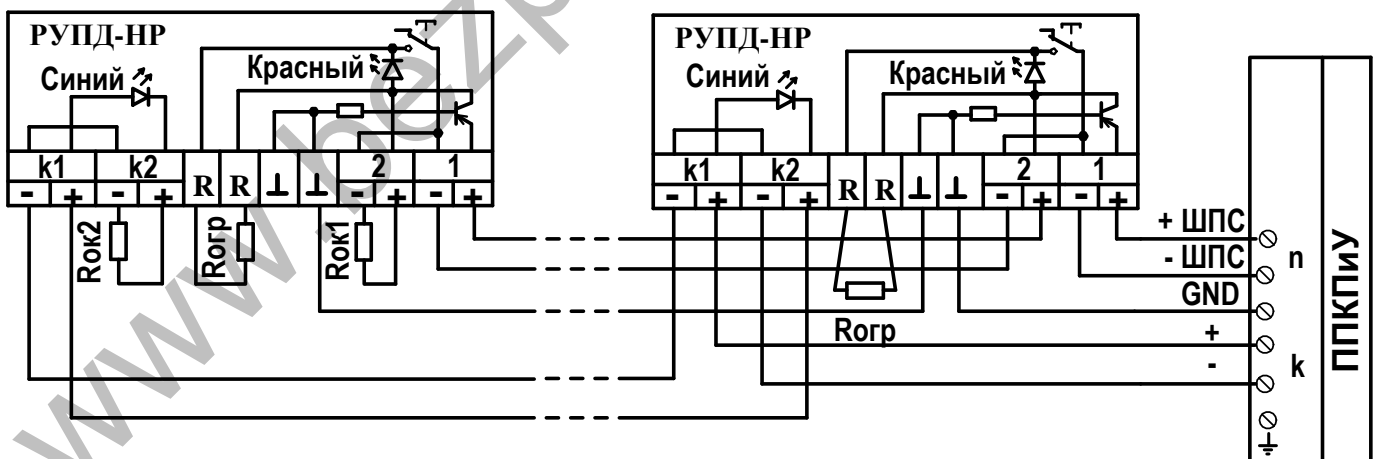 РУПД-НР
Синий
Красный
k1 k2 R R ⊥ ⊥ 2 1
- + - + - + - +
Rок2
Rогр
Rок1
РУПД-НР
Синий
Красный
k1 k2 R R ⊥ ⊥ 2 1
- + - + - + - +
Rогр
+ ШПС
- ШПС
GND
+
-
n
k
ППКПиУ
www.bezp